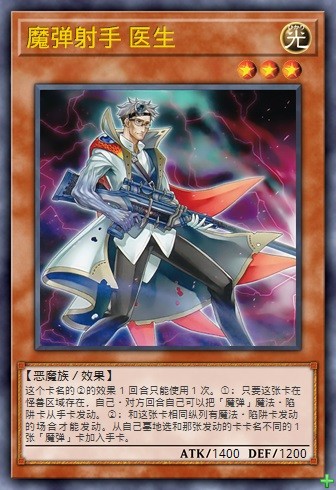 魔弹射手 医生
光
【恶魔族／效果】
这个卡名的②的效果1回合只能使用1次。①：只要这张卡在
怪兽区域存在，自己·对方回合自己可以把「魔弹」魔法·陷
阱卡从手卡发动。②：和这张卡相同纵列有魔法·陷阱卡发动
的场合才能发动。从自己墓地选和那张发动的卡卡名不同的1
张「魔弹」卡加入手卡。
ATK/1400 DEF/1200